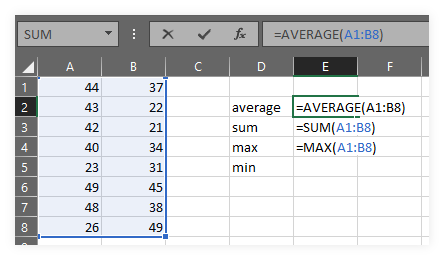 SUM fx =AVERAGE(A1:B8)
A B C D E F
1 44 37
2 43 22 average =AVERAGE(A1:B8)
3 42 21 sum =SUM(A1:B8)
4 40 34 max =MAX(A1:B8)
5 23 31 min
6 49 45
7 48 38
8 26 49